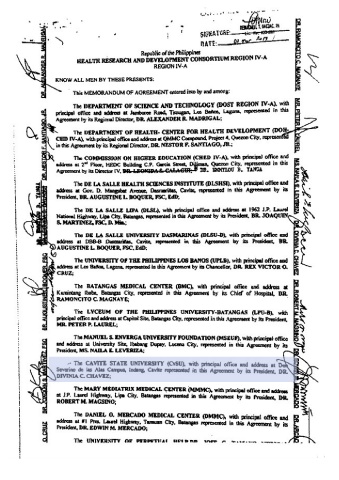 SIGNATURE:
DATE:
Republic of the Philippines
HEALTH RESEARCH AND DEVELOPMENT CONSORTIUM REGION IV-A
REGION IV-A
KNOW ALL MEN BY THESE PRESENTS:
This MEMORANDUM OF AGREEMENT entered into by and among:
The DEPARTMENT OF SCIENCE AND TECHNOLOGY (DOST REGION IV-A), with
principal office and address at Jamboree Road, Timugan, Los Baños, Laguna, represented in this
Agreement by its Regional Director, DR. ALEXANDER R. MADRIGAL;
The DEPARTMENT OF HEALTH- CENTER FOR HEALTH DEVELOPMENT (DOH-
CHD IV-A), with principal office and address at QMMC Compound, Project 4, Quezon City, represented
in this Agreement by its Regional Director, DR. NESTOR F. SANTIAGO, JR.;
The COMMISSION ON HIGHER EDUCATION (CHED IV-A), with principal office and
address at 2nd Floor, HEDC Building C.P. Garcia Street, Diliman, Quezon City, represented in this
Agreement by its Director IV,
The DE LA SALLE HEALTH SCIENCES INSTITUTE (DLSHSI), with principal office and
address at Gov. D. Mangubat Avenue, Dasmariñas, Cavite, represented in this Agreement by its
President, BR. AUGUSTINE L. BOQUER, FSC, EdD;
The DE LA SALLE LIPA (DLSL), with principal office and address at 1962 J.P. Laurel
National Highway, Lipa City, Batangas, represented in this Agreement by its President, BR. JOAQUIN
S. MARTINEZ, FSC, D. Min.;
The DE LA SALLE UNIVERSITY DASMARINAS (DLSU-D), with principal office and
address at DBB-B Dasmariñas, Cavite, represented in this Agreement by its President, BR.
AUGUSTINE L. BOQUER, FSC, EdD;
The UNIVERSITY OF THE PHILIPPINES LOS BAÑOS (UPLB), with principal office and
address at Los Baños, Laguna, represented in this Agreement by its Chancellor, DR. REX VICTOR O.
CRUZ;
The BATANGAS MEDICAL CENTER (BMC), with principal office and address at
Kumintang Ibaba, Batangas City, represented in this Agreement by its Chief of Hospital, DR.
RAMONCITO C. MAGNAYE;
The LYCEUM OF THE PHILIPPINES UNIVERSITY-BATANGAS (LPU-B), with
principal office and address at Capitol Site, Batangas City, represented in this Agreement by its President,
MR. PETER P. LAUREL;
The MANUEL S. ENVERGA UNIVERSITY FOUNDATION (MSEUF), with principal office
and address at University Site, Ibabang Dupay, Lucena City, represented in this Agreement by its
President, MS. NAILA E. LEVERIZA;
The CAVITE STATE UNIVERSITY (CvSU), with principal office and address at Don
Severino de las Alas Campus, Indang, Cavite represented in this Agreement by its President, DR.
DIVINIA C. CHAVEZ;
The MARY MEDIATRIX MEDICAL CENTER (MMMC), with principal office and address
at J.P. Laurel Highway, Lipa City, Batangas represented in this Agreement by its President, DR.
ROBERT M. MAGSINO;
The DANIEL O. MERCADO MEDICAL CENTER (DMMC), with principal office and
address at #1 Pres. Laurel Highway, Tanauan City, Batangas represented in this Agreement by its
President, DR. EDWIN M. MERCADO;
The UNIVERSITY OF PERPETUAL HELP